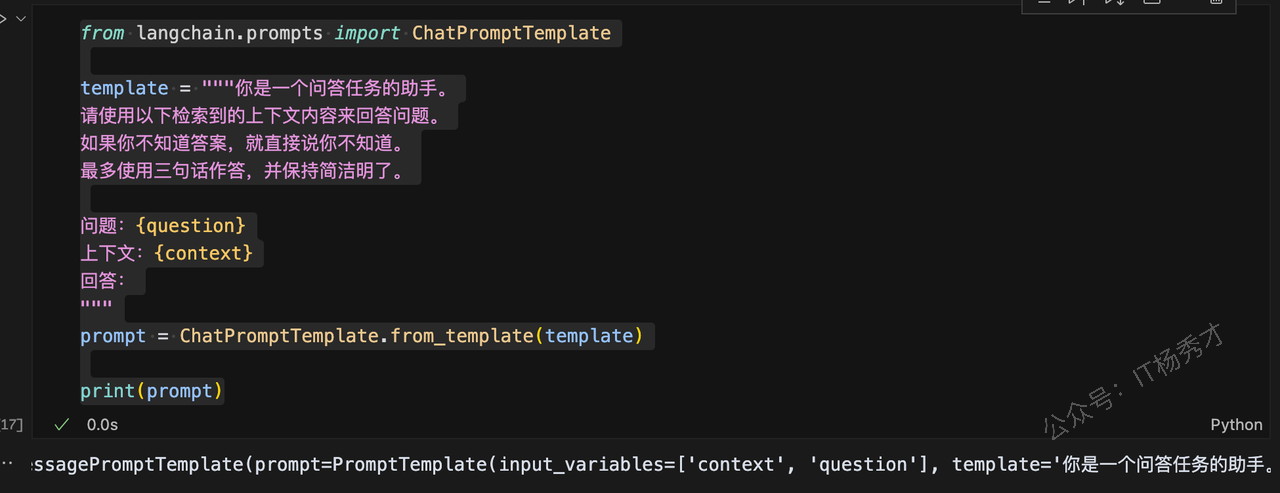 from langchain.prompts import ChatPromptTemplate
template = """你是一个问答任务的助手。
请使用以下检索到的上下文内容来回答问题。
如果你不知道答案，就直接说你不知道。
最多使用三句话作答，并保持简洁明了。
问题：{question}
上下文：{context}
回答：
"""
prompt = ChatPromptTemplate.from_template(template)
print(prompt)
17]
0.0s
Python
公众号：IT杨秀才
ssagePromptTemplate(prompt=PromptTemplate(input_variables=['context', 'question'], template='你是一个问答任务的助手。